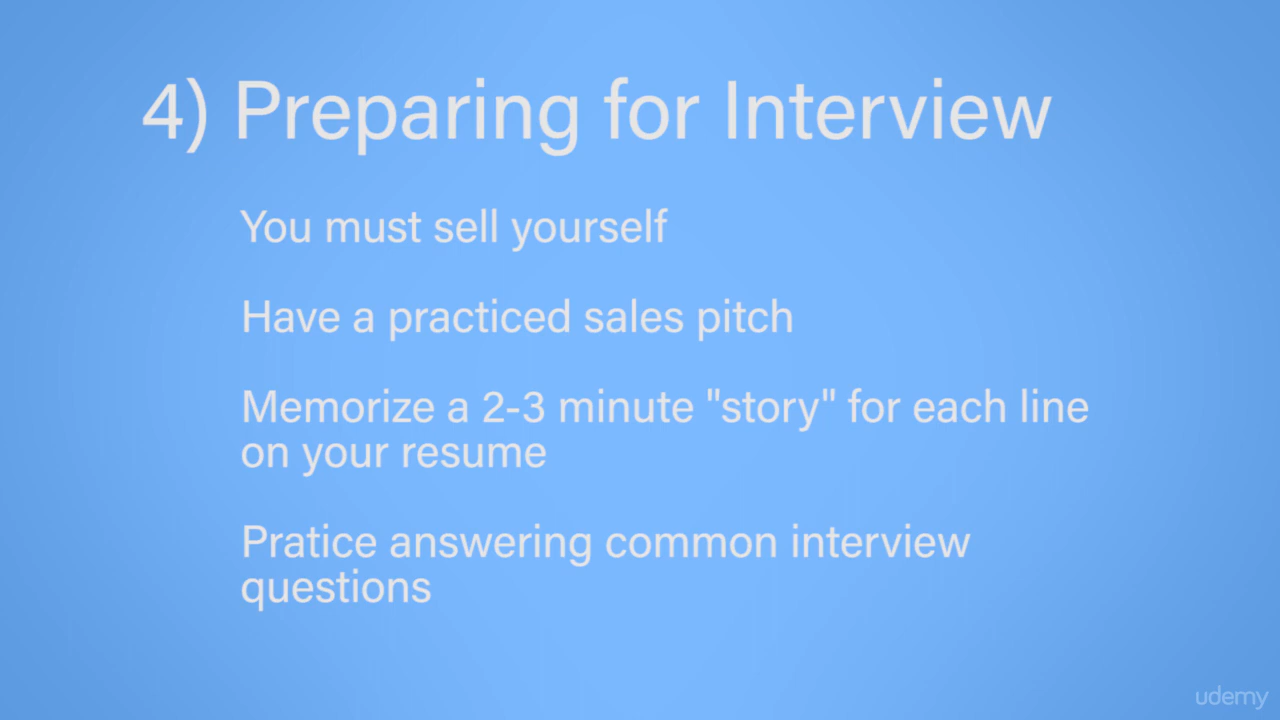 4) Preparing for Interview
You must sell yourself
Have a practiced sales pitch
Memorize a 2-3 minute "story" for each line
on your resume
Pratice answering common interview
questions
udemy